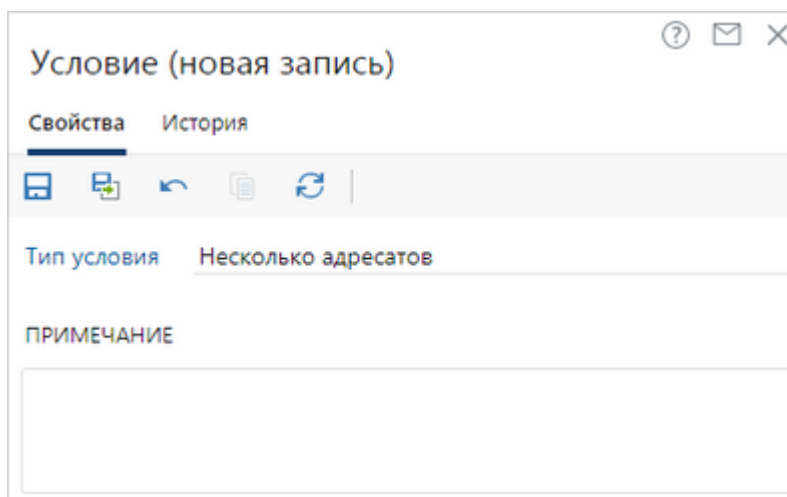 Условие (новая запись)
Свойства История
Тип условия Несколько адресатов
ПРИМЕЧАНИЕ